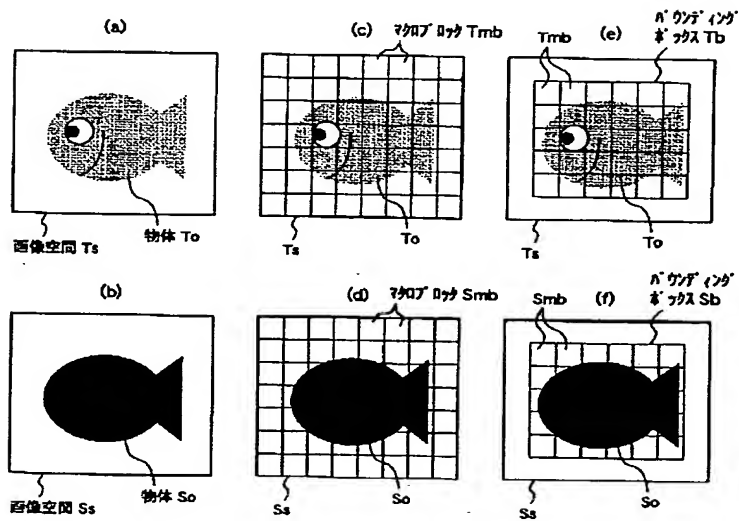 (a)
(c) マクロブロック Tmb
Tmb (e) バウンディング
ボックス Tb
画像空間 Ts
物体 To
Ts
To
Ts
To
(b)
(d) マクロブロック Smb
Smb (f) バウンディング
ボックス Sb
画像空間 Ss
物体 So
Ss
So
Ss
So